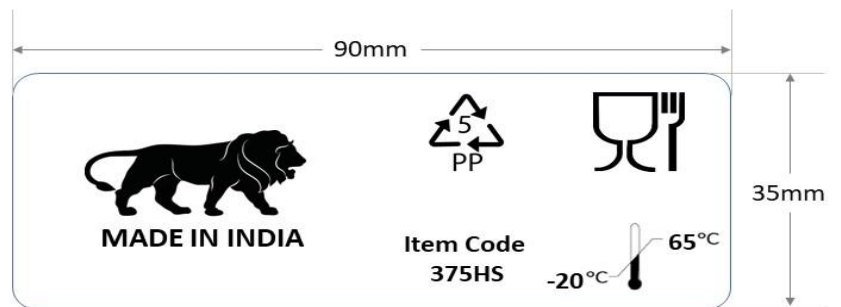 90mm
5
PP
35mm
MADE IN INDIA
Item Code
375HS
65°C
-20°C